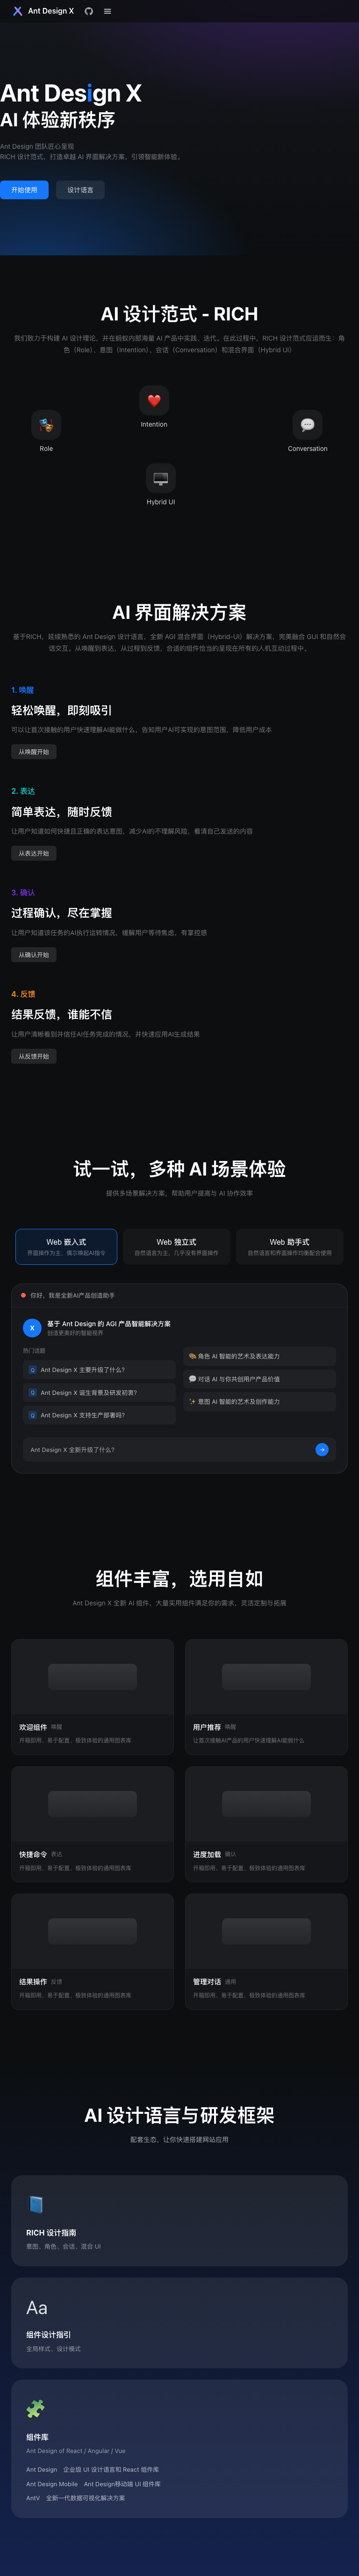 Ant Design X
Ant Design X
AI 体验新秩序
Ant Design 团队匠心呈现
RICH 设计范式，打造卓越 AI 界面解决方案，引领智能新体验。
开始使用
设计语言
AI 设计范式 - RICH
我们致力于构建 AI 设计理论，并在蚂蚁内部海量 AI 产品中实践、迭代。在此过程中，RICH 设计范式应运而生：角
色（Role）、意图（Intention）、会话（Conversation）和混合界面（Hybrid UI）
Intention
Role
Conversation
Hybrid UI
AI 界面解决方案
基于RICH，延续熟悉的 Ant Design 设计语言，全新 AGI 混合界面（Hybrid-UI）解决方案，完美融合 GUI 和自然会
话交互。从唤醒到表达，从过程到反馈，合适的组件恰当的呈现在所有的人机互动过程中。
1. 唤醒
轻松唤醒，即刻吸引
可以让首次接触的用户快速理解AI能做什么，告知用户AI可实现的意图范围，降低用户成本
从唤醒开始
2. 表达
简单表达，随时反馈
让用户知道如何快捷且正确的表达意图，减少AI的不理解风险，看清自己发送的内容
从表达开始
3. 确认
过程确认，尽在掌握
让用户知道该任务的AI执行运转情况，缓解用户等待焦虑，有掌控感
从确认开始
4. 反馈
结果反馈，谁能不信
让用户清晰看到并信任AI任务完成的情况，并快速应用AI生成结果
从反馈开始
试一试，多种 AI 场景体验
提供多场景解决方案，帮助用户提高与 AI 协作效率
Web 嵌入式
界面操作为主，偶尔唤起AI指令
Web 独立式
自然语言为主，几乎没有界面操作
Web 助手式
自然语言和界面操作均衡配合使用
你好，我是全新AI产品创造助手
X
基于 Ant Design 的 AGI 产品智能解决方案
创造更美好的智能视界
热门话题
Q Ant Design X 主要升级了什么？
Q Ant Design X 诞生背景及研发初衷？
Q Ant Design X 支持生产部署吗？
角色 AI 智能的艺术及表达能力
对话 AI 与你共创用户产品价值
意图 AI 智能的艺术及创作能力
Ant Design X 全新升级了什么？
组件丰富，选用自如
Ant Design X 全新 AI 组件，大量实用组件满足你的需求，灵活定制与拓展
欢迎组件 唤醒
开箱即用、易于配置、极致体验的通用图表库
用户推荐 唤醒
让首次接触AI产品的用户快速理解AI能做什么
快捷命令 表达
开箱即用、易于配置、极致体验的通用图表库
进度加载 确认
开箱即用、易于配置、极致体验的通用图表库
结果操作 反馈
开箱即用、易于配置、极致体验的通用图表库
管理对话 通用
开箱即用、易于配置、极致体验的通用图表库
AI 设计语言与研发框架
配套生态，让你快速搭建网站应用
RICH 设计指南
意图、角色、会话、混合 UI
Aa
组件设计指引
全局样式、设计模式
组件库
Ant Design of React / Angular / Vue
Ant Design 企业级 UI 设计语言和 React 组件库
Ant Design Mobile Ant Design移动端 UI 组件库
AntV 全新一代数据可视化解决方案